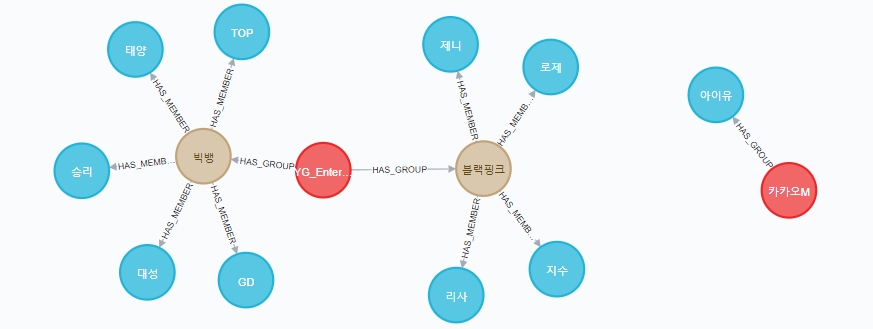 TOP
태양
제니
로제
아이유
HAS_MEMBER
HAS_MEMBER
HAS_MEMBER
HAS_MEMB...
HAS_GROUP
빅뱅
승리
HAS_MEMB...
HAS_GROUP
YG_Enter...
HAS_GROUP
블랙핑크
카카오M
HAS_MEMBER
HAS_MEMBER
HAS_MEMBER
HAS_MEMB...
대성
GD
리사
지수